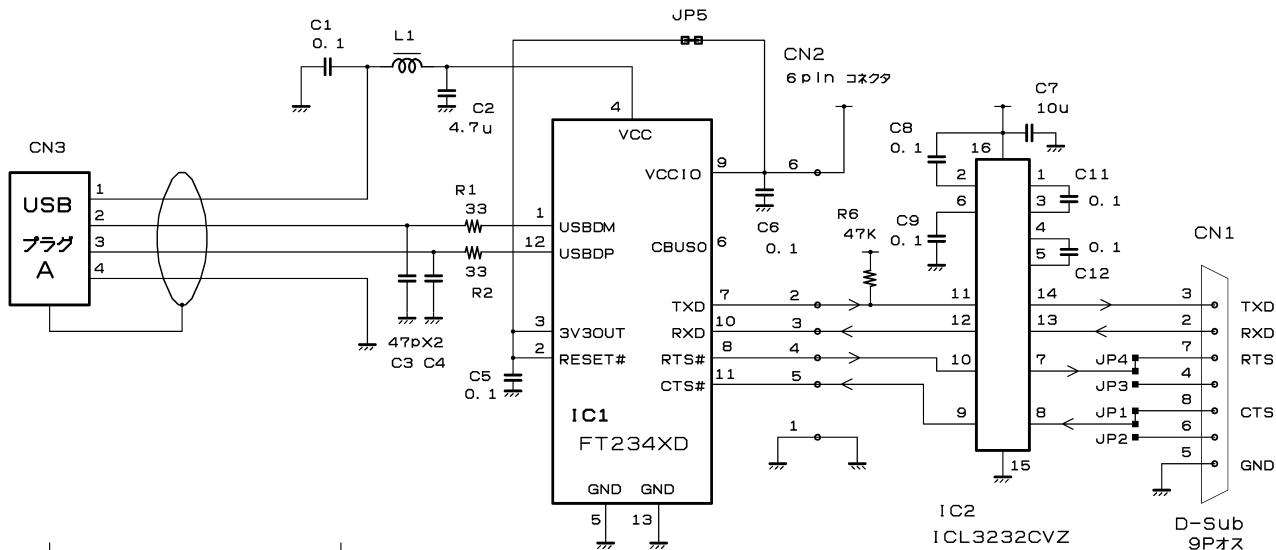 JP5
C1
0.1
L1
CN2
6pin コネクタ
C2
4.7u
4
VCC
C7
10u
C8
0.1
16
CN3
USB
プラグ
A
1
2
3
4
R1
33
33
R2
1
12
USBDM
USBDP
VCCIO
9
6
CBUS0
6
C6
0.1
R6
47K
2
6
C9
0.1
1
3
4
5
C11
0.1
0.1
C12
CN1
47pX2
C3 C4
3
2
3V3OUT
RESET#
C5
0.1
TXD
RXD
RTS#
CTS#
7
10
8
11
2
3
4
5
1
11
12
10
9
14
13
7
8
15
JP4
JP3
JP1
JP2
3
2
7
4
8
6
5
TXD
RXD
RTS
CTS
GND
IC1
FT234XD
GND GND
5
13
IC2
ICL3232CVZ
D-Sub
9Pオス